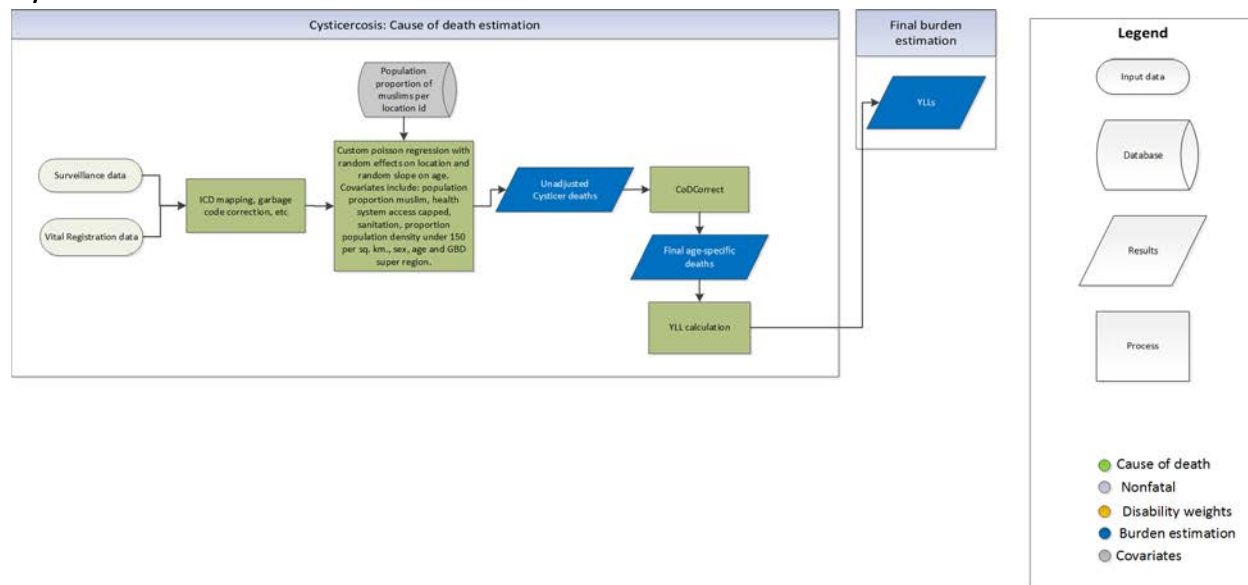 Cysticercosis: Cause of death estimation
Final burden
estimation
Legend
Population
proportion of
muslims per
location id
YLLs
Input data
Database
Surveillance data
Vital Registration data
ICD mapping, garbage
code correction, etc
Custom poisson regression with
random effects on location and
random slope on age.
Covariates include: population
proportion muslim, health
system access capped,
sanitation, proportion
population density under 150
per sq. km., sex, age and GBD
super region.
Unadjusted
Cysticer deaths
CoDCorrect
Final age-specific
deaths
YLL calculation
Results
Process
Cause of death
Nonfatal
Disability weights
Burden estimation
Covariates